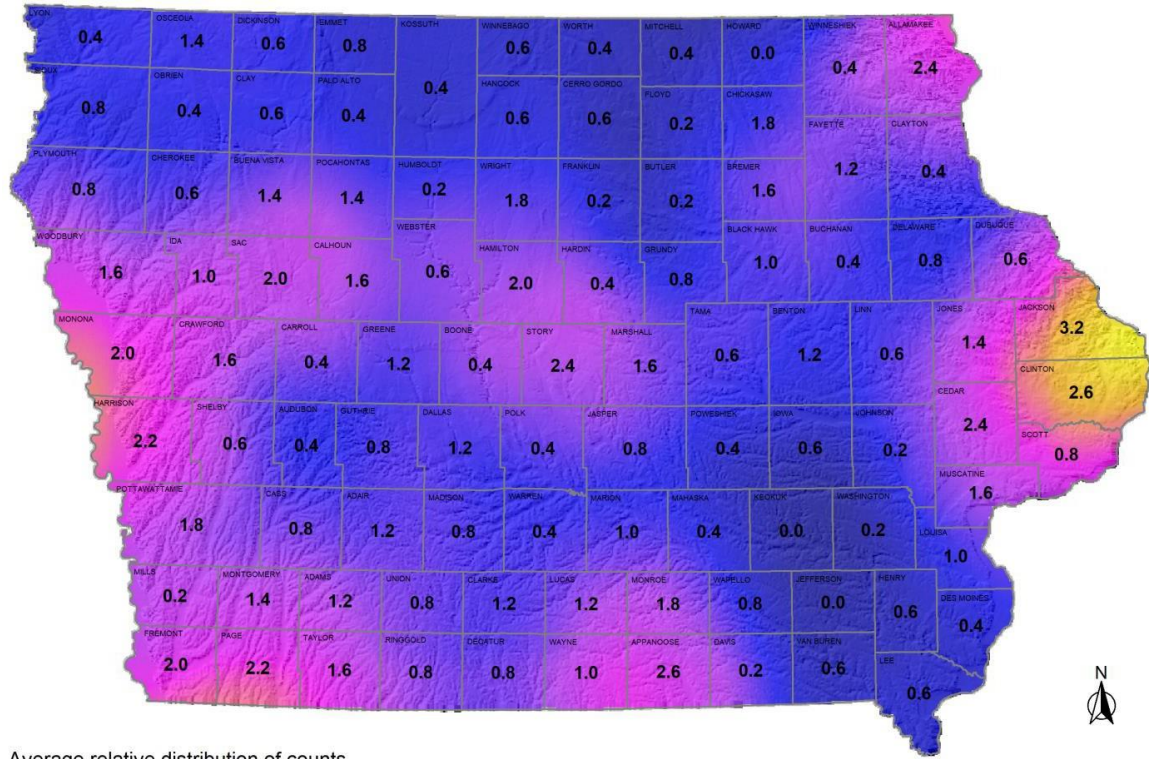 LYON OSCEOLA DICKINSON EMMET KOSSUTH WINNEBAGO WORTH MITCHELL HOWARD WINNESHIEK ALLAMAKEE
0.4 1.4 0.6 0.8 0.6 0.4 0.4 0.0 0.4 2.4
SIOUX OBRIEN CLAY PALO ALTO 0.4 HANCOCK CERRO GORDO FLOYD CHICKASAW
0.8 0.4 0.6 0.4 0.6 0.6 0.2 1.8
FAYETTE CLAYTON
PLYMOUTH CHEROKEE BUENA VISTA POCAHONTAS HUMBOLDT WRIGHT FRANKLIN BUTLER BREMER
0.8 0.6 1.4 1.4 0.2 1.8 0.2 0.2 1.6 1.2 0.4
WOODBURY IDA SAC CALHOUN WEBSTER HAMILTON HARDIN GRUNDY BLACK HAWK BUCHANAN DELAWARE DUBUQUE
1.6 1.0 2.0 1.6 0.6 2.0 0.4 0.8 1.0 0.4 0.8 0.6
MONONA CRAWFORD CARROLL GREENE BOONE STORY MARSHALL TAMA BENTON LINN JONES JACKSON
2.0 1.6 0.4 1.2 0.4 2.4 1.6 0.6 1.2 0.6 1.4 3.2
CLINTON
2.6
HARRISON SHELBY AUDUBON GUTHRIE DALLAS POLK JASPER POWESHIEK IOWA JOHNSON CEDAR
2.2 0.6 0.4 0.8 1.2 0.4 0.8 0.4 0.6 0.2 2.4
SCOTT
0.8
POTTAWATTAMIE CASS ADAIR MADISON WARREN MARION MAHASKA KEOKUK WASHINGTON MUSCATINE
1.8 0.8 1.2 0.8 0.4 1.0 0.4 0.0 0.2 1.6
LOUISA
1.0
MILLS MONTGOMERY ADAMS UNION CLARKE LUCAS MONROE WAPELLO JEFFERSON HENRY DES MOINES
0.2 1.4 1.2 0.8 1.2 1.2 1.8 0.8 0.0 0.6 0.4
FREMONT PAGE TAYLOR RINGGOLD DECATUR WAYNE APPANOOSE DAVIS VAN BUREN LEE
2.0 2.2 1.6 0.8 0.8 1.0 2.6 0.2 0.6 0.6
N
Average relative distribution of counts